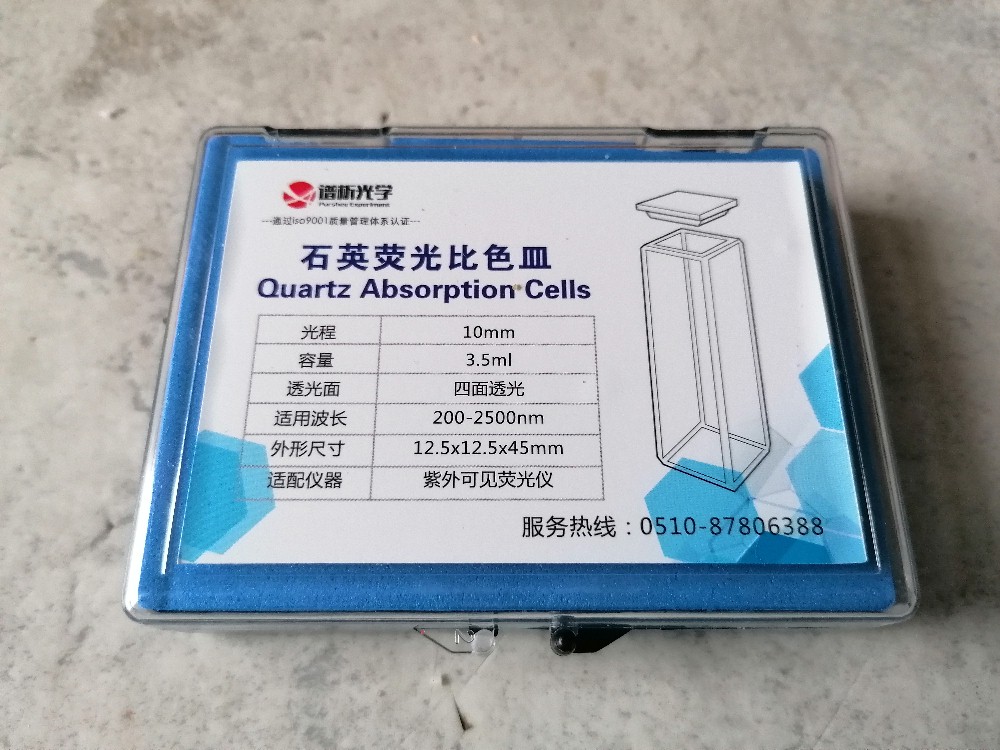 谱析光学
---通过iso9001质量管理体系认证---
石英荧光比色皿
Quartz Absorption Cells
光程 10mm
容量 3.5ml
透光面 四面透光
适用波长 200-2500nm
外形尺寸 12.5x12.5x45mm
适配仪器 紫外可见荧光仪
服务热线：0510-87806388